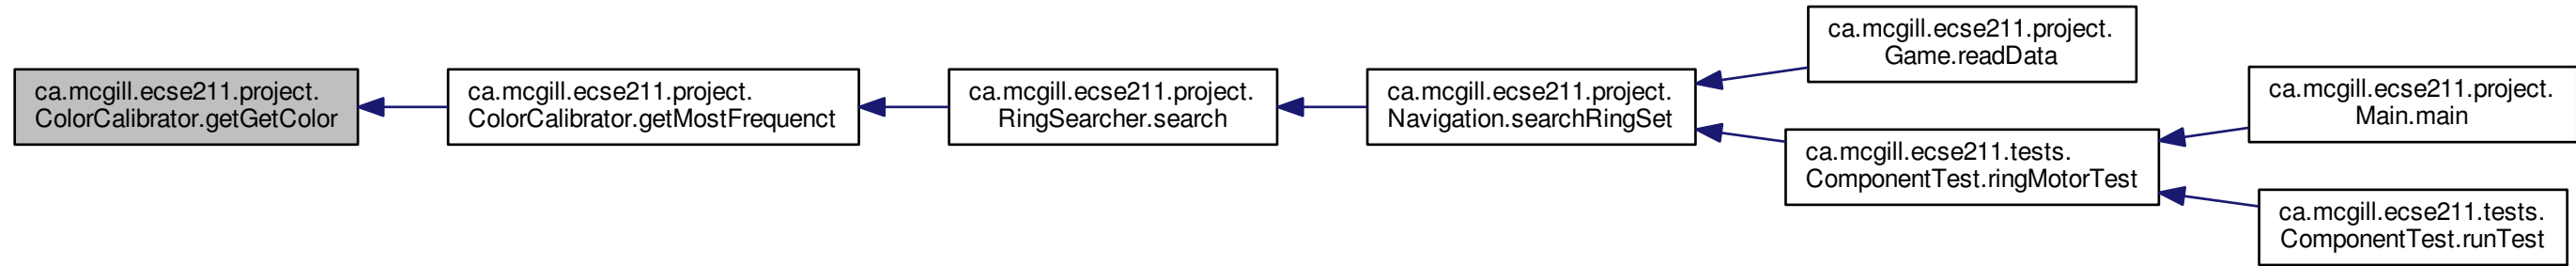 ca.mcgill.ecse211.project.
ColorCalibrator.getGetColor
ca.mcgill.ecse211.project.
ColorCalibrator.getMostFrequenct
ca.mcgill.ecse211.project.
RingSearcher.search
ca.mcgill.ecse211.project.
Navigation.searchRingSet
ca.mcgill.ecse211.project.
Game.readData
ca.mcgill.ecse211.tests.
ComponentTest.ringMotorTest
ca.mcgill.ecse211.project.
Main.main
ca.mcgill.ecse211.tests.
ComponentTest.runTest